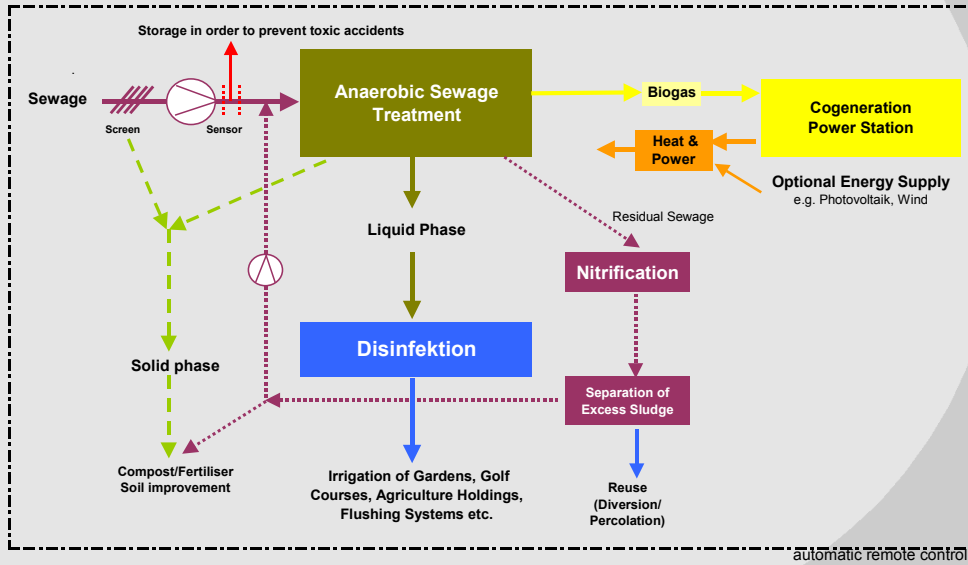 Storage in order to prevent toxic accidents
Sewage
Screen
Sensor
Anaerobic Sewage
Treatment
Biogas
Cogeneration
Power Station
Heat &
Power
Optional Energy Supply
e.g. Photovoltaik, Wind
Residual Sewage
Liquid Phase
Nitrification
Disinfektion
Solid phase
Separation of
Excess Sludge
Compost/Fertiliser
Soil improvement
Irrigation of Gardens, Golf
Courses, Agriculture Holdings,
Flushing Systems etc.
Reuse
(Diversion/
Percolation)
automatic remote control